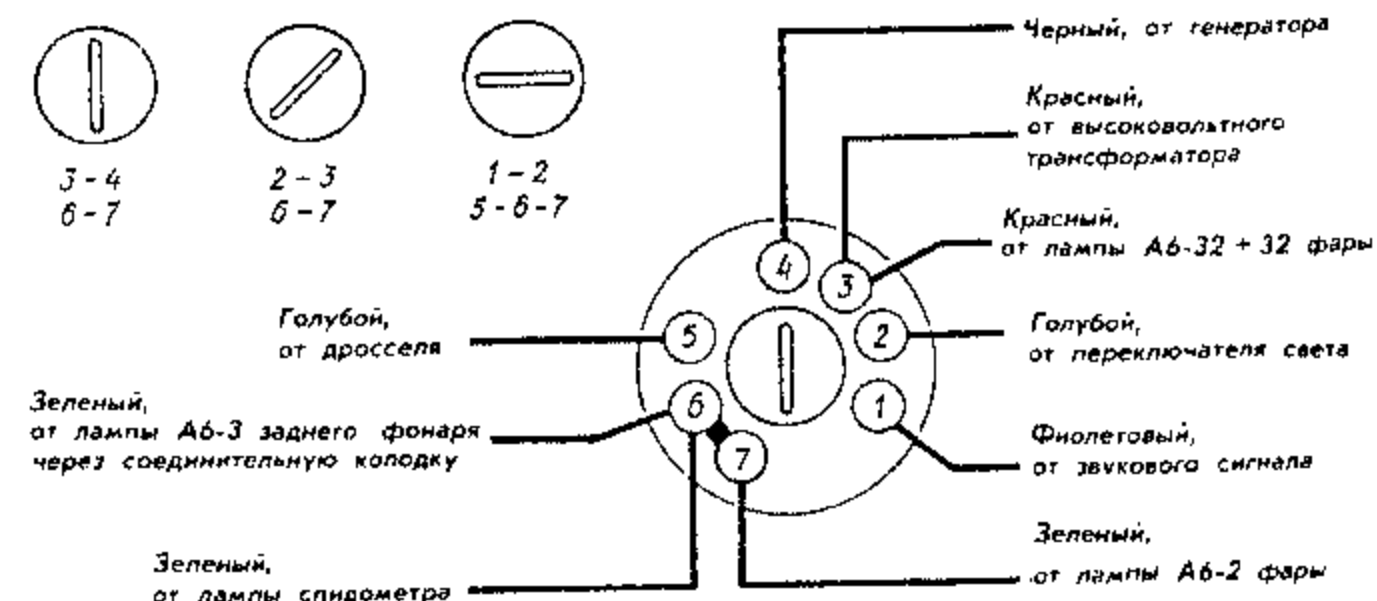 3-4
6-7
2-3
6-7
1-2
5-6-7
Черный, от генератора
Красный,
от высоковольтного
трансформатора
Красный,
от лампы А6-32 + 32 фары
Голубой,
от переключателя света
Фиолетовый,
от звукового сигнала
Зеленый,
от лампы А6-2 фары
Голубой,
от дросселя
Зеленый,
от лампы А6-3 заднего фонаря
через соединительную колодку
Зеленый,
от лампы спидометра
4
3
5
2
6
1
7